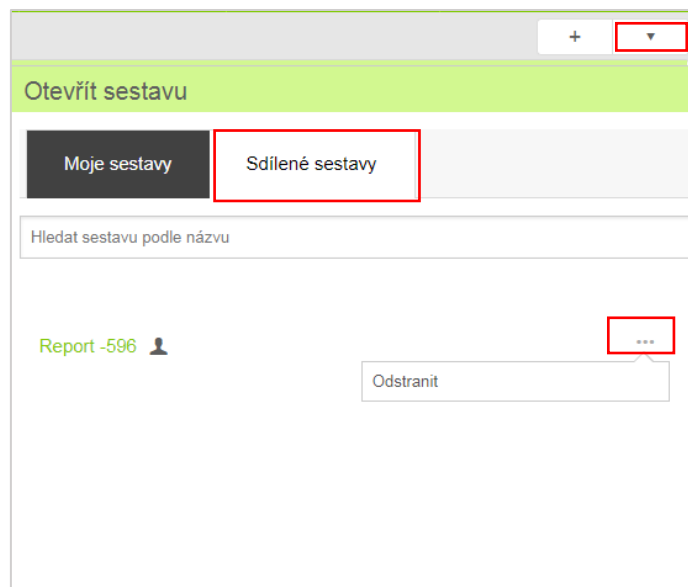 + ▼
Otevřít sestavu
Moje sestavy Sdílené sestavy
Hledat sestavu podle názvu
Report -596 ...
Odstranit